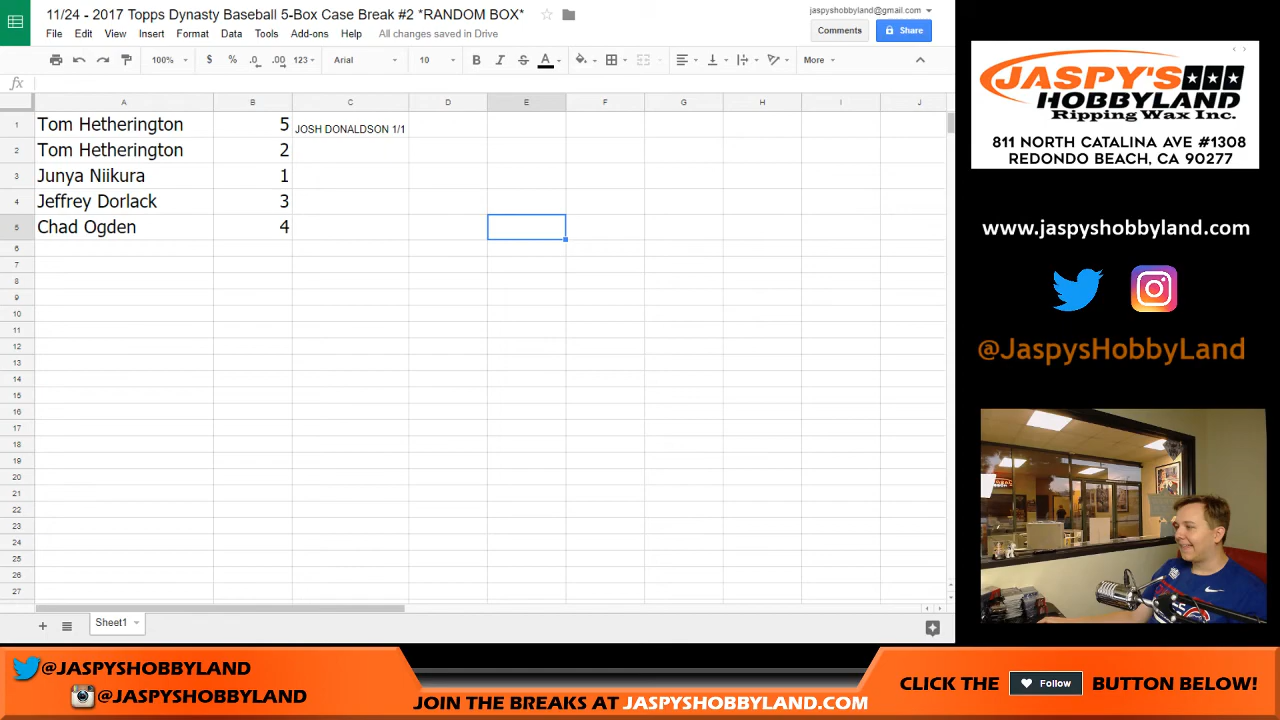 11/24 - 2017 Topps Dynasty Baseball 5-Box Case Break #2 *RANDOM BOX*
jaspyshobbyland@gmail.com
File Edit View Insert Format Data Tools Add-ons Help All changes saved in Drive
Comments
Share
100% $ % .0 .00 123 Arial 10 B I S A More
fx
A B C D E F G H I J
1 Tom Hetherington 5 JOSH DONALDSON 1/1
2 Tom Hetherington 2
3 Junya Niikura 1
4 Jeffrey Dorlack 3
5 Chad Ogden 4
6
7
8
9
10
11
12
13
14
15
16
17
18
19
20
21
22
23
24
25
26
27
Sheet1
JASPY'S
HOBBYLAND
Ripping Wax Inc.
811 NORTH CATALINA AVE #1308
REDONDO BEACH, CA 90277
www.jaspyshobbyland.com
@JaspysHobbyLand
@JASPYSHOBBYLAND
@JASPYSHOBBYLAND
JOIN THE BREAKS AT JASPYSHOBBYLAND.COM
CLICK THE Follow BUTTON BELOW!